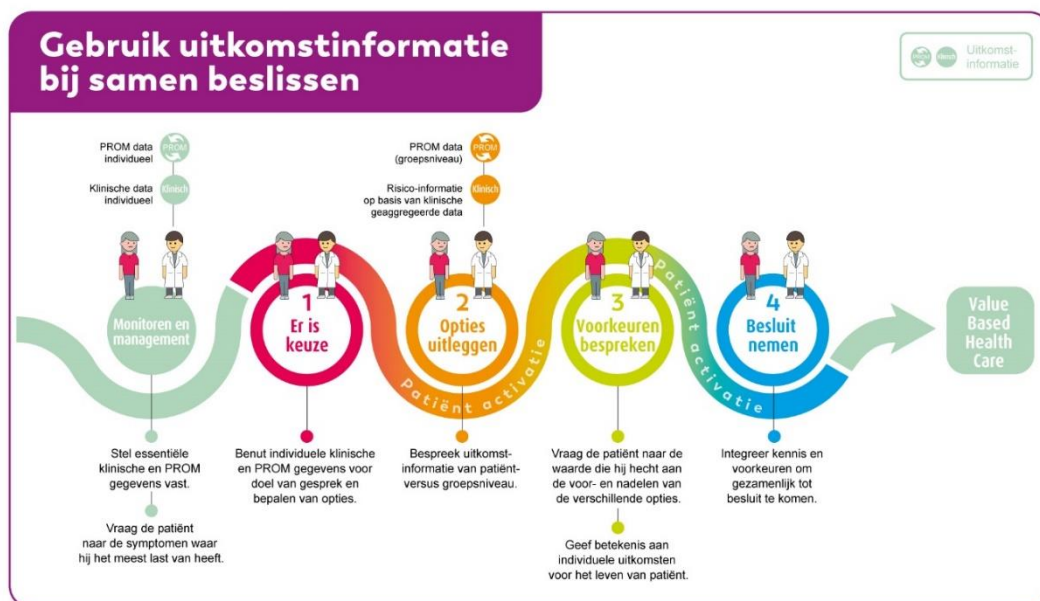 Gebruik uitkomstinformatie
bij samen beslissen
PROM
Klinisch
Uitkomst-
informatie
PROM data
individueel
PROM
Klinische data
individueel
Klinisch
PROM data
(groepsniveau)
PROM
Risico-informatie
op basis van klinische
geaggregeerde data
Klinisch
Monitoren en
management
1
Er is
keuze
2
Opties
uitleggen
3
Voorkeuren
bespreken
4
Besluit
nemen
Patiënt activatie
Patiënt activatie
Value
Based
Health
Care
Stel essentiële
klinische en PROM
gegevens vast.
Vraag de patiënt
naar de symptomen waar
hij het meest last van heeft.
Benut individuele klinische
en PROM gegevens voor
doel van gesprek en
bepalen van opties.
Bespreek uitkomst-
informatie van patiënt-
versus groepsniveau.
Vraag de patiënt naar de
waarde die hij hecht aan
de voor- en nadelen van
de verschillende opties.
Geef betekenis aan
individuele uitkomsten
voor het leven van patiënt.
Integreer kennis en
voorkeuren om
gezamenlijk tot
besluit te komen.